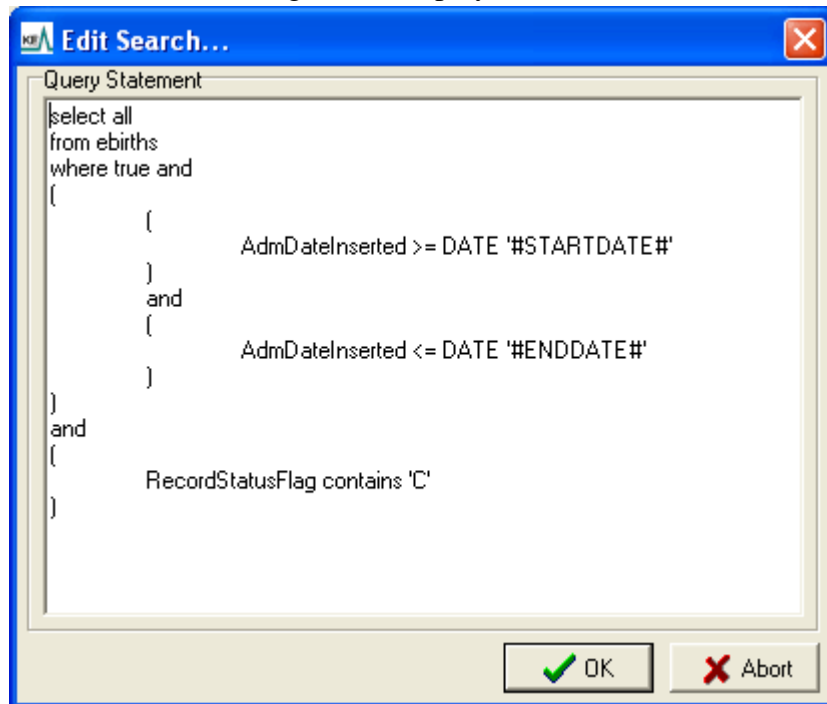 KE Edit Search...
Query Statement
select all
from ebirths
where true and
(
(
AdmDateInserted >= DATE '#STARTDATE#'
)
and
(
AdmDateInserted <= DATE '#ENDDATE#'
)
)
and
(
RecordStatusFlag contains 'C'
)
OK Abort